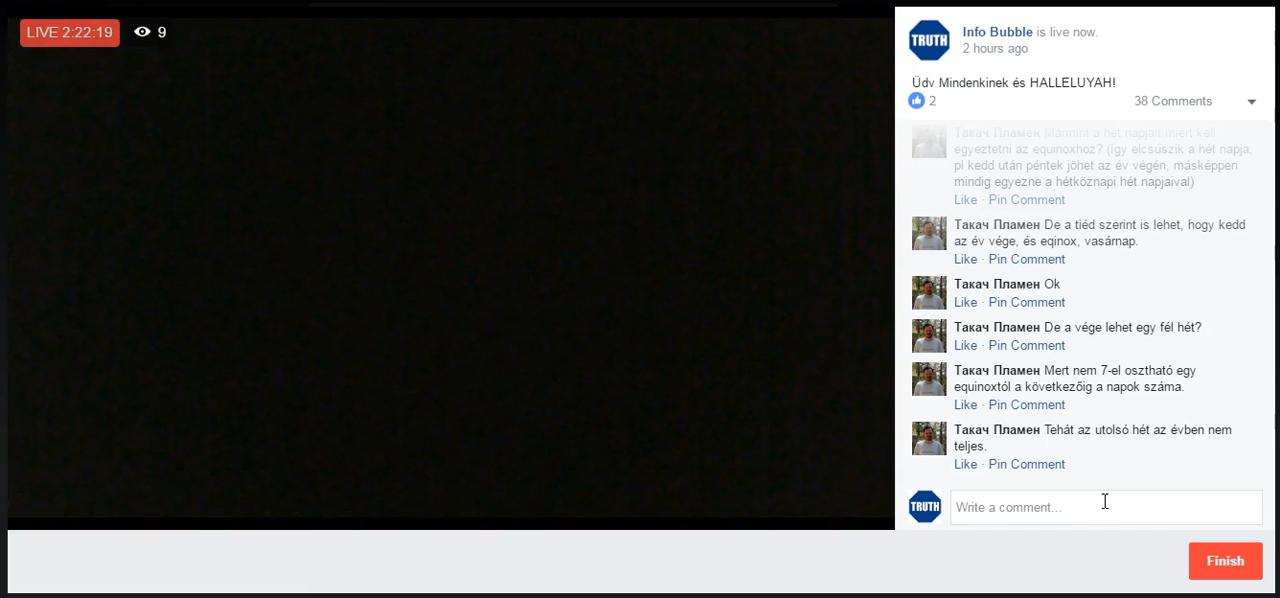 LIVE 2:22:19
9
TRUTH
Info Bubble is live now.
2 hours ago
Üdv Mindenkinek és HALLELUYAH!
2
38 Comments
Такач Пламен Mármint a hét napjait miért kell
egyeztetni az equinoxhoz? (így elcsúszik a hét napja,
pl kedd után péntek jöhet az év végén, másképpen
mindig egyezne a hétköznapi hét napjaival)
Like · Pin Comment
Такач Пламен De a tiéd szerint is lehet, hogy kedd
az év vége, és eqinox, vasárnap.
Like · Pin Comment
Такач Пламен Ok
Like · Pin Comment
Такач Пламен De a vége lehet egy fél hét?
Like · Pin Comment
Такач Пламен Mert nem 7-el osztható egy
equinoxtól a következőig a napok száma.
Like · Pin Comment
Такач Пламен Tehát az utolsó hét az évben nem
teljes.
Like · Pin Comment
TRUTH
Write a comment...
Finish